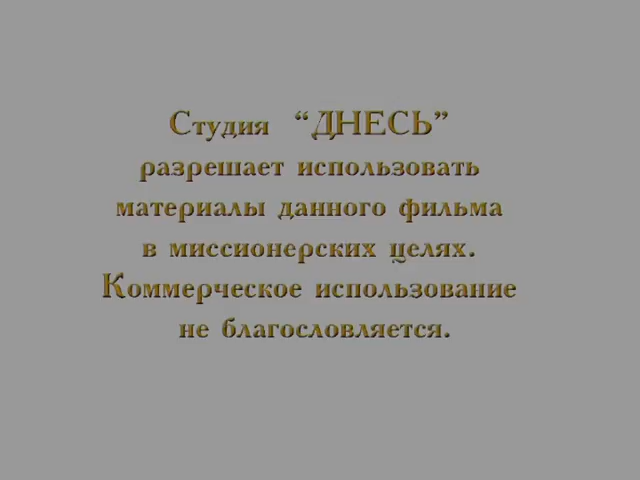 Студия “ДНЕСЬ”
разрешает использовать
материалы данного фильма
в миссионерских целях.
Коммерческое использование
не благословляется.